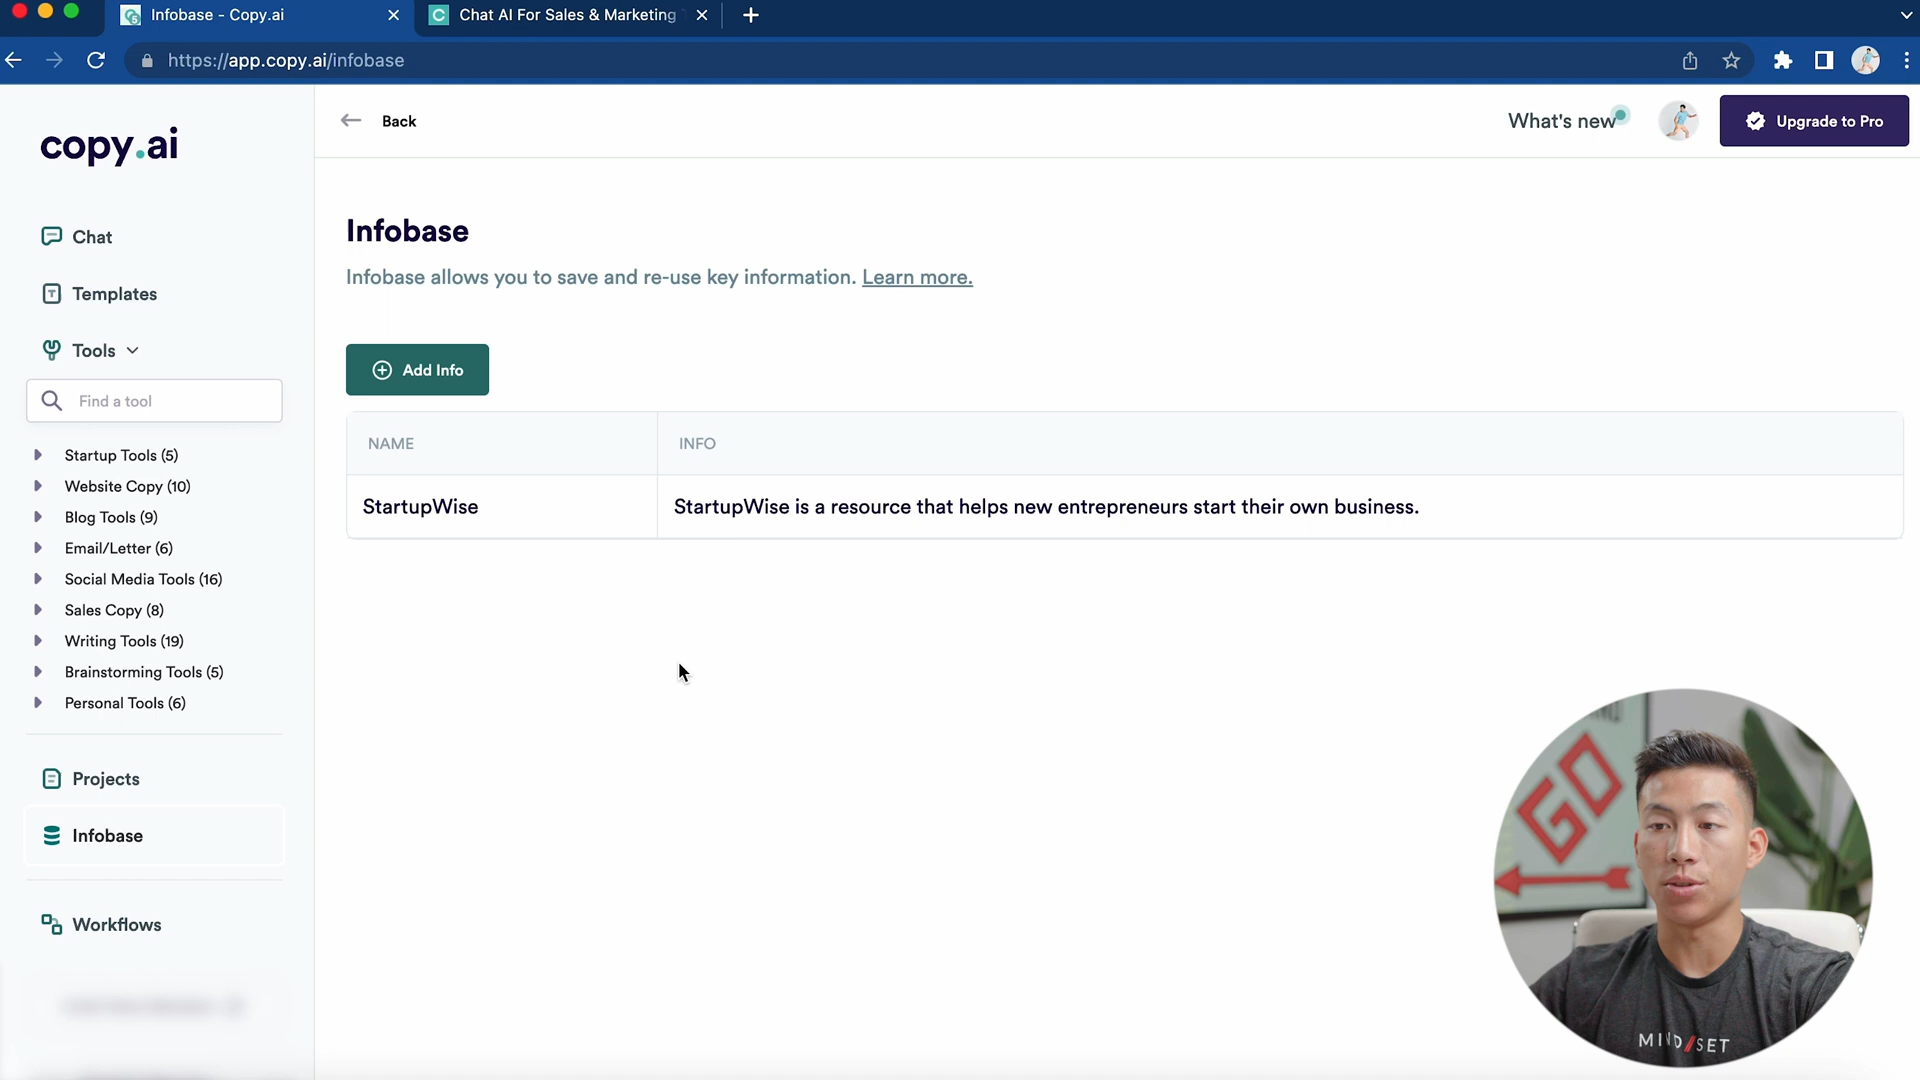 Infobase - Copy.ai
Chat AI For Sales & Marketing
https://app.copy.ai/infobase
copy.ai
Back
What's new
Upgrade to Pro
Chat
Templates
Tools
Find a tool
Startup Tools (5)
Website Copy (10)
Blog Tools (9)
Email/Letter (6)
Social Media Tools (16)
Sales Copy (8)
Writing Tools (19)
Brainstorming Tools (5)
Personal Tools (6)
Projects
Infobase
Workflows
Infobase
Infobase allows you to save and re-use key information. Learn more.
Add Info
NAME
INFO
StartupWise
StartupWise is a resource that helps new entrepreneurs start their own business.
GO
MIND/SET